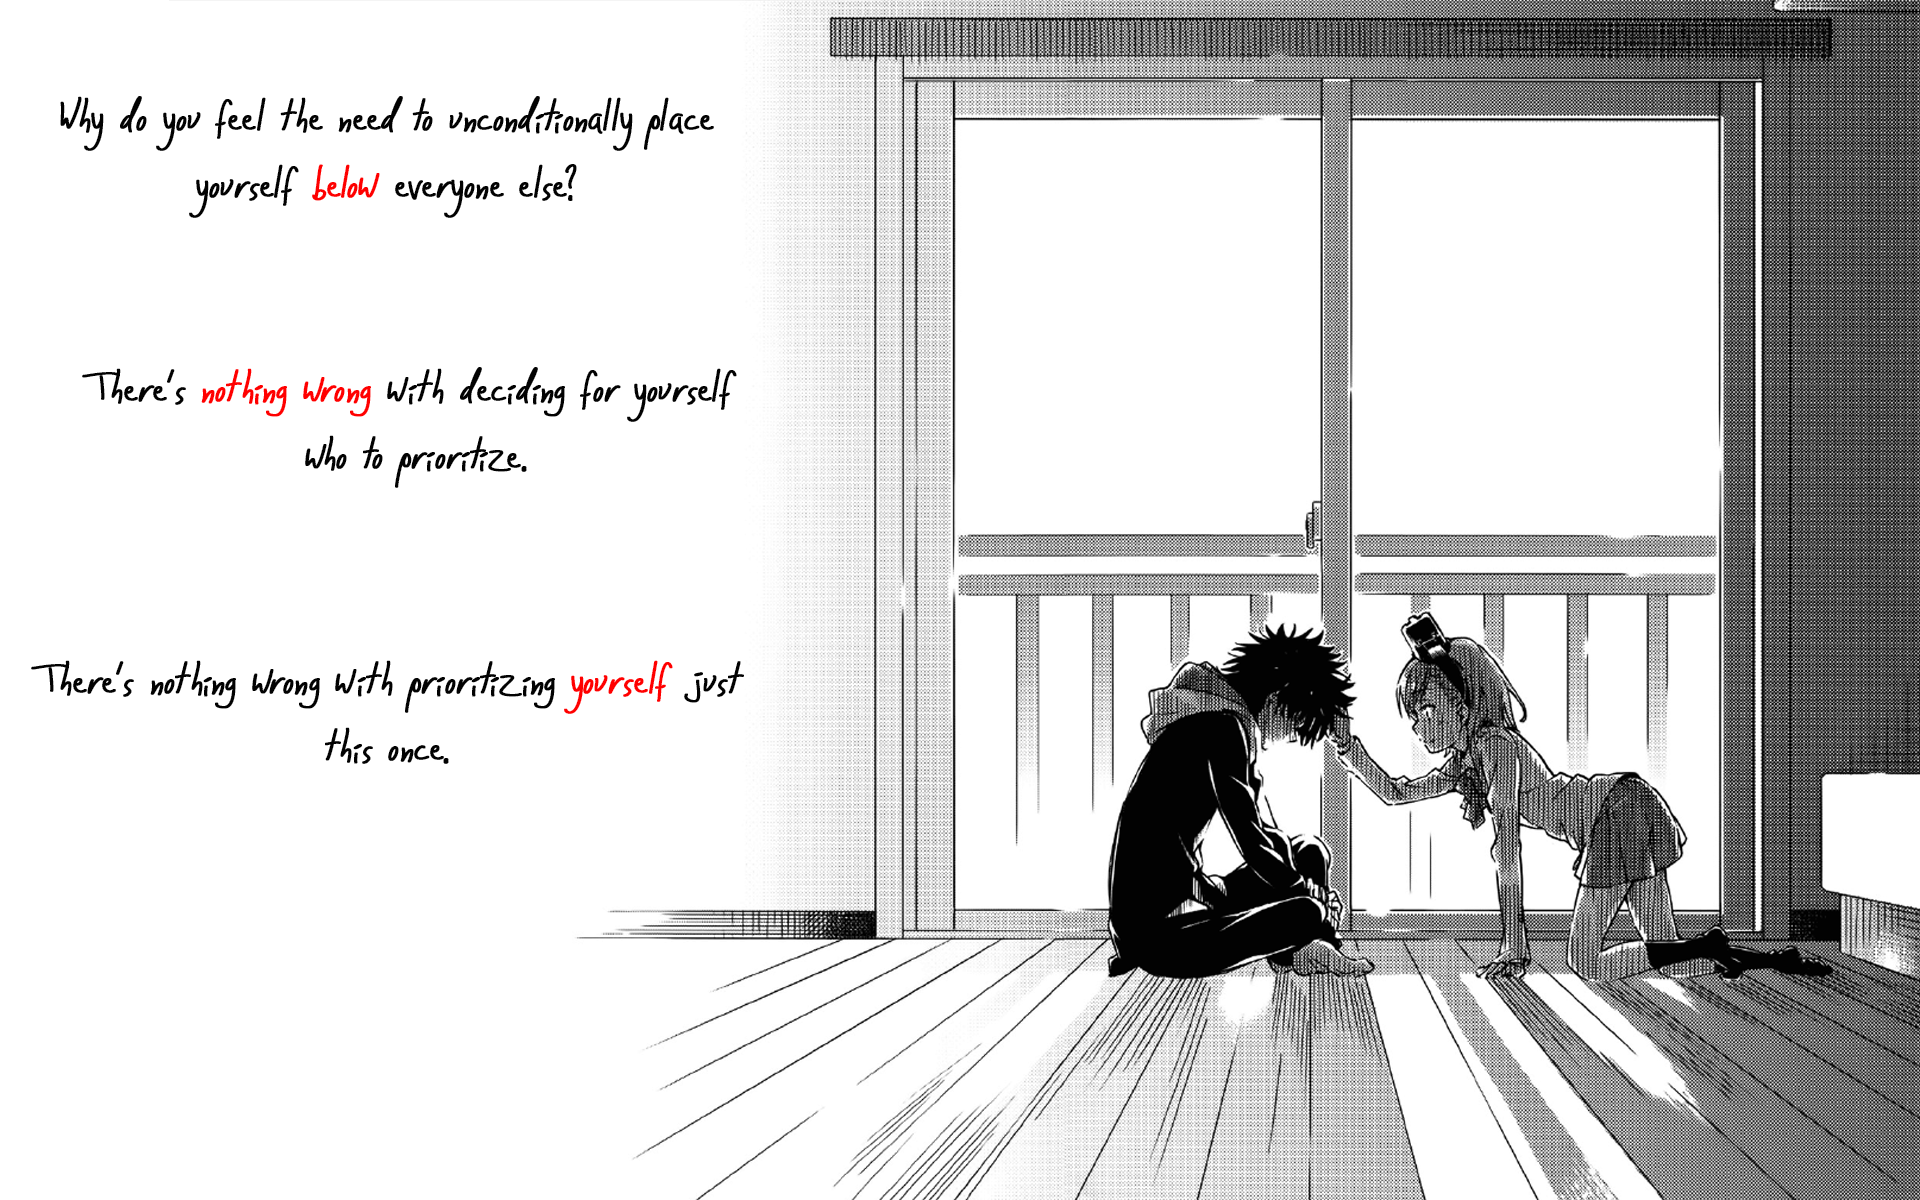 Why do you feel the need to unconditionally place
yourself below everyone else?
There's nothing wrong with deciding for yourself
who to prioritize.
There's nothing wrong with prioritizing yourself just
this once.